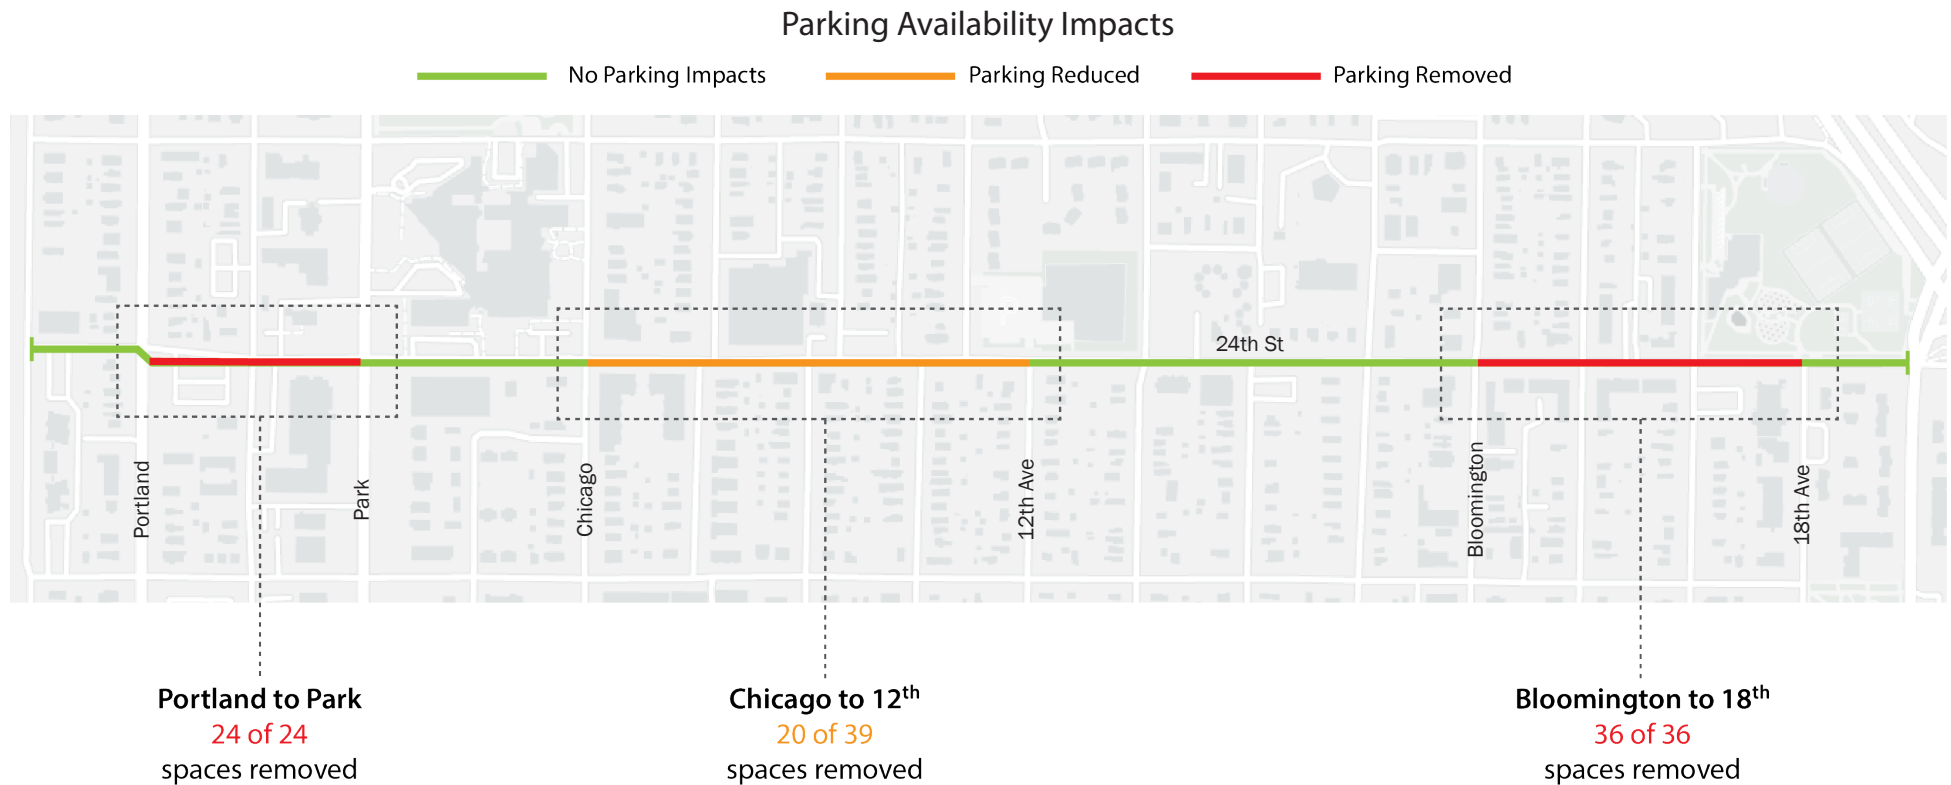 Parking Availability Impacts
No Parking Impacts
Parking Reduced
Parking Removed
24th St
Portland
Park
Chicago
12th Ave
Bloomington
18th Ave
Portland to Park
24 of 24
spaces removed
Chicago to 12th
20 of 39
spaces removed
Bloomington to 18th
36 of 36
spaces removed